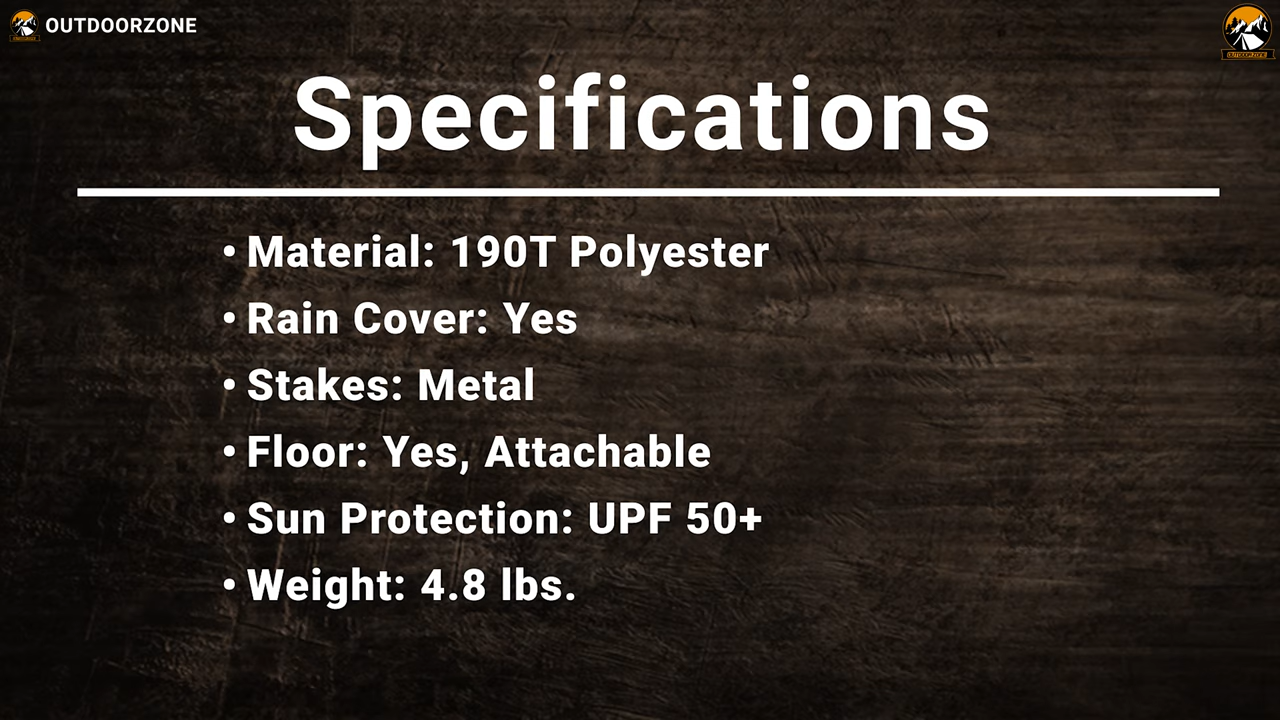 OUTDOORZONE
OUTDOORZONE
Specifications
• Material: 190T Polyester
• Rain Cover: Yes
• Stakes: Metal
• Floor: Yes, Attachable
• Sun Protection: UPF 50+
• Weight: 4.8 lbs.